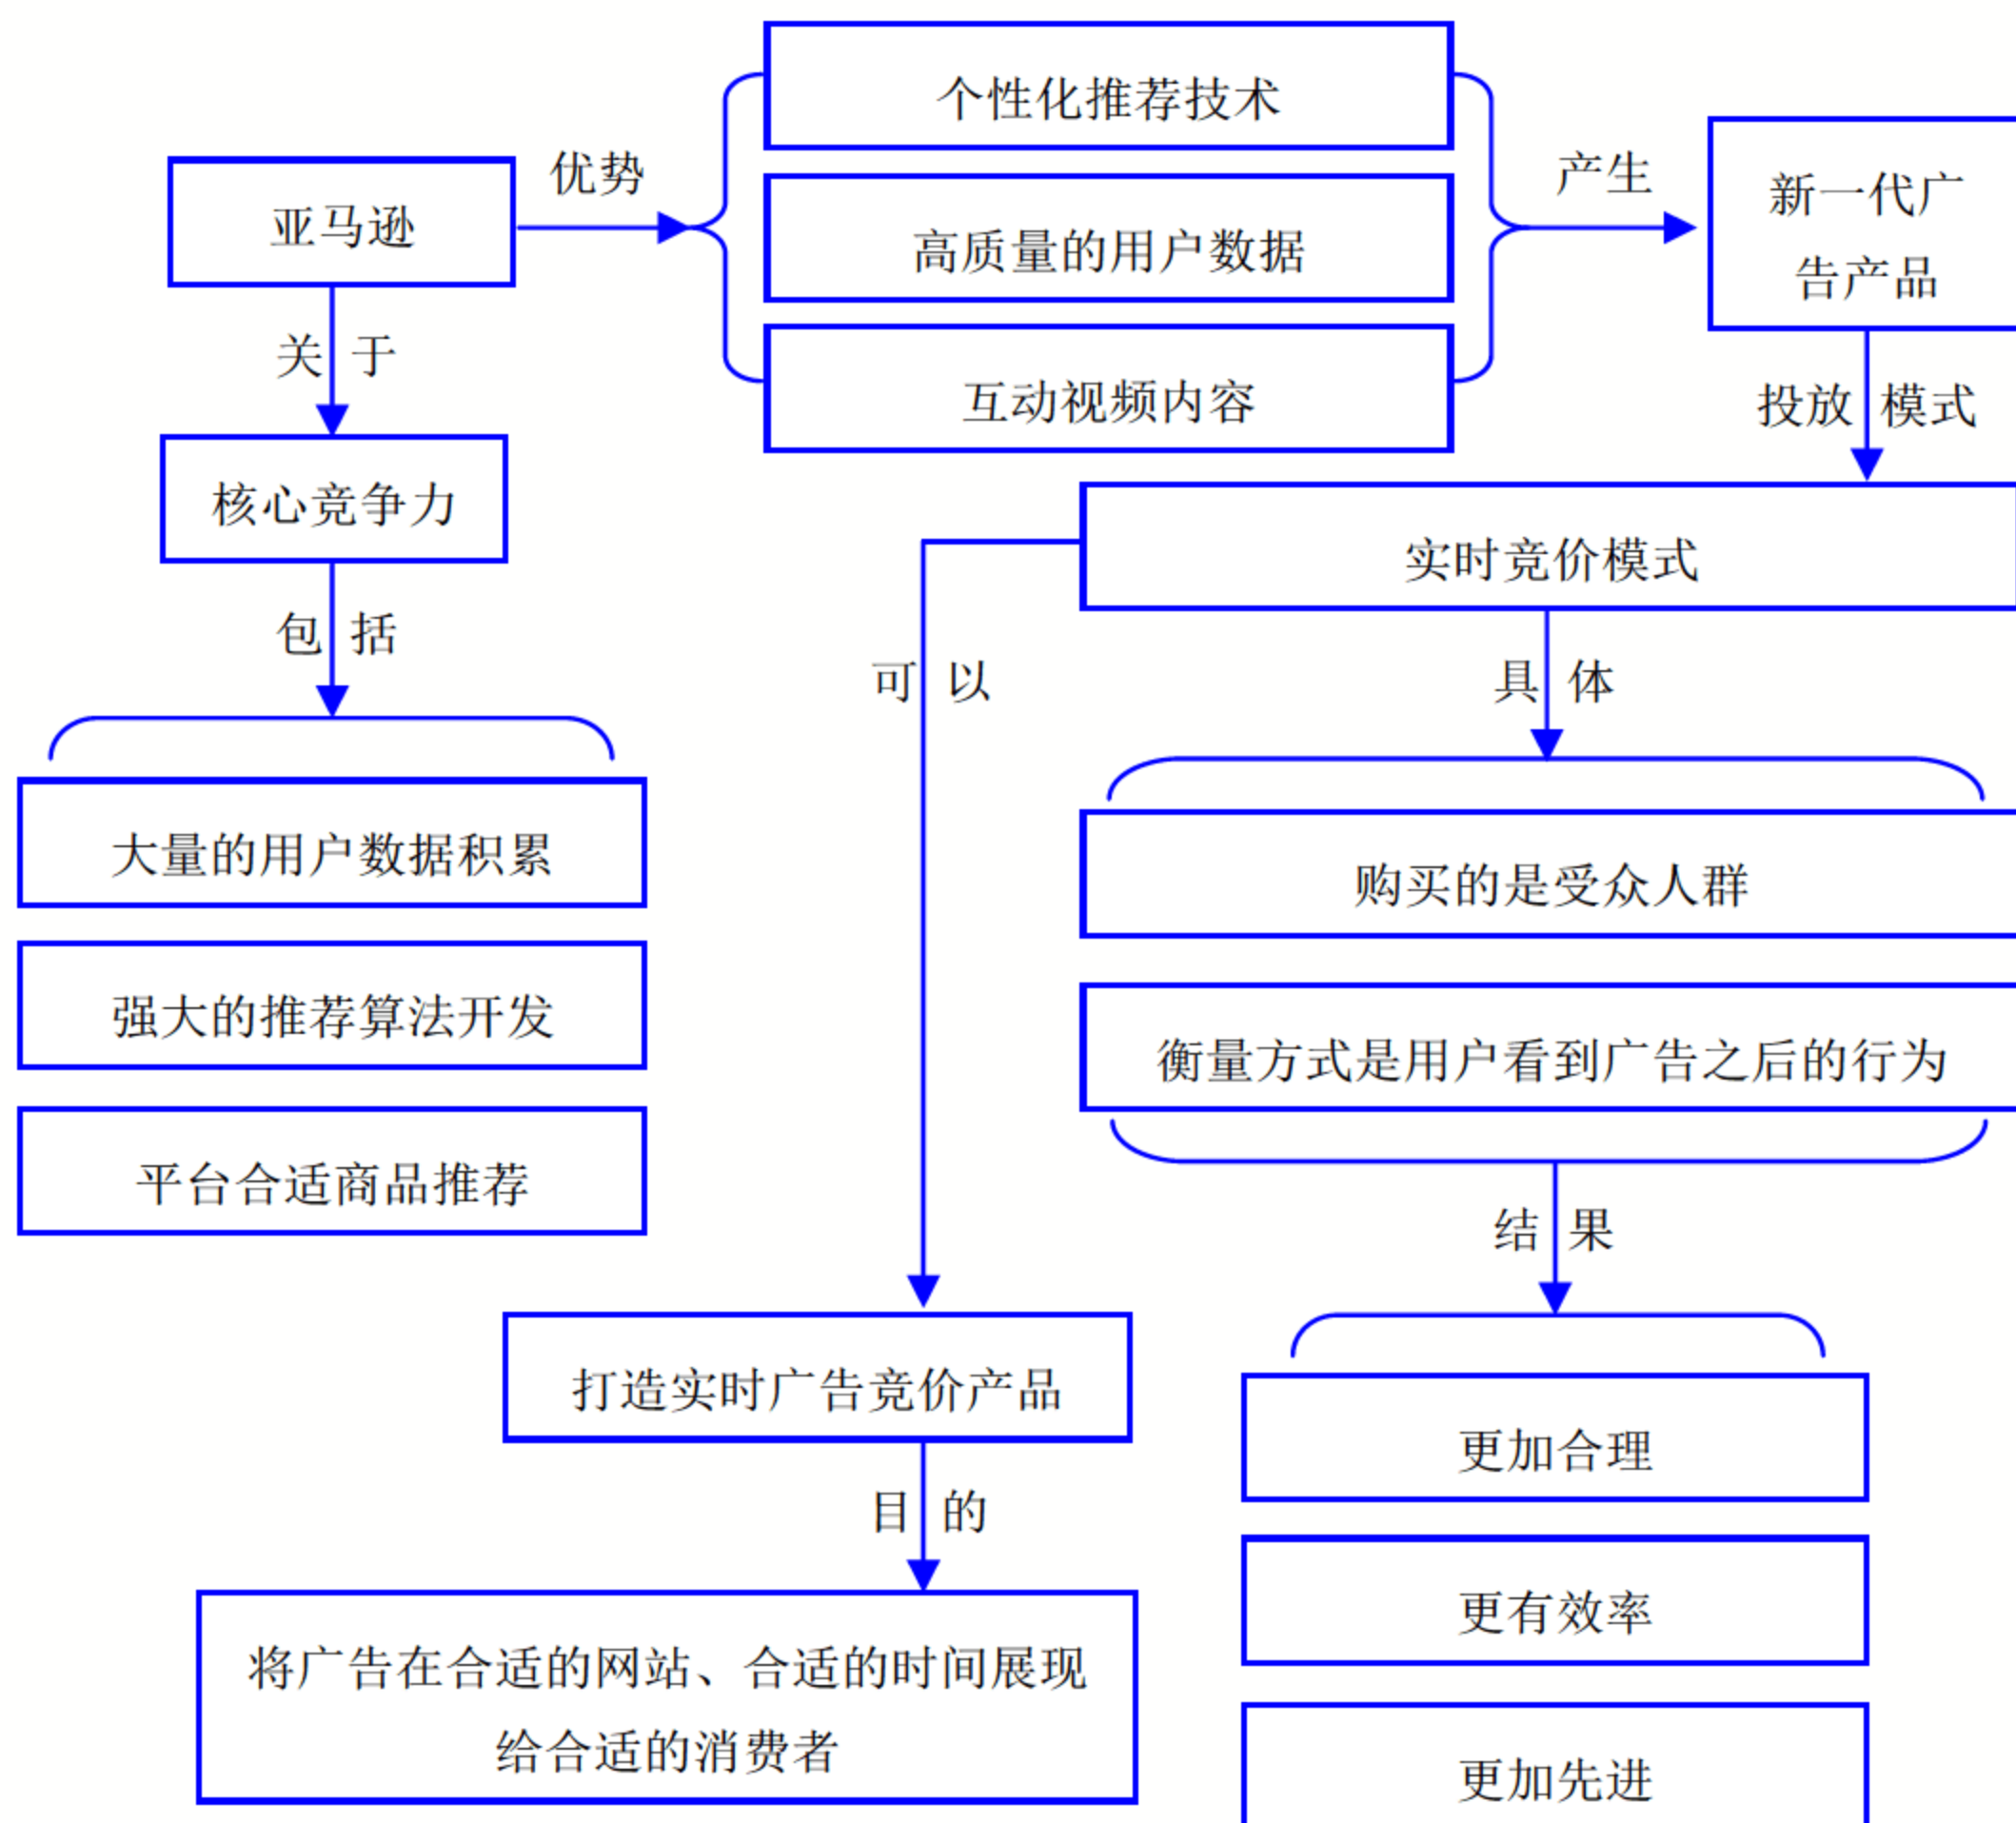 个性化推荐技术
优势
产生
亚马逊
高质量的用户数据
新一代广
告产品
关于
互动视频内容
投放模式
核心竞争力
实时竞价模式
包括
可以
具体
大量的用户数据积累
购买的是受众人群
强大的推荐算法开发
衡量方式是用户看到广告之后的行为
平台合适商品推荐
结果
打造实时广告竞价产品
更加合理
目的
更有效率
将广告在合适的网站、合适的时间展现
给合适的消费者
更加先进